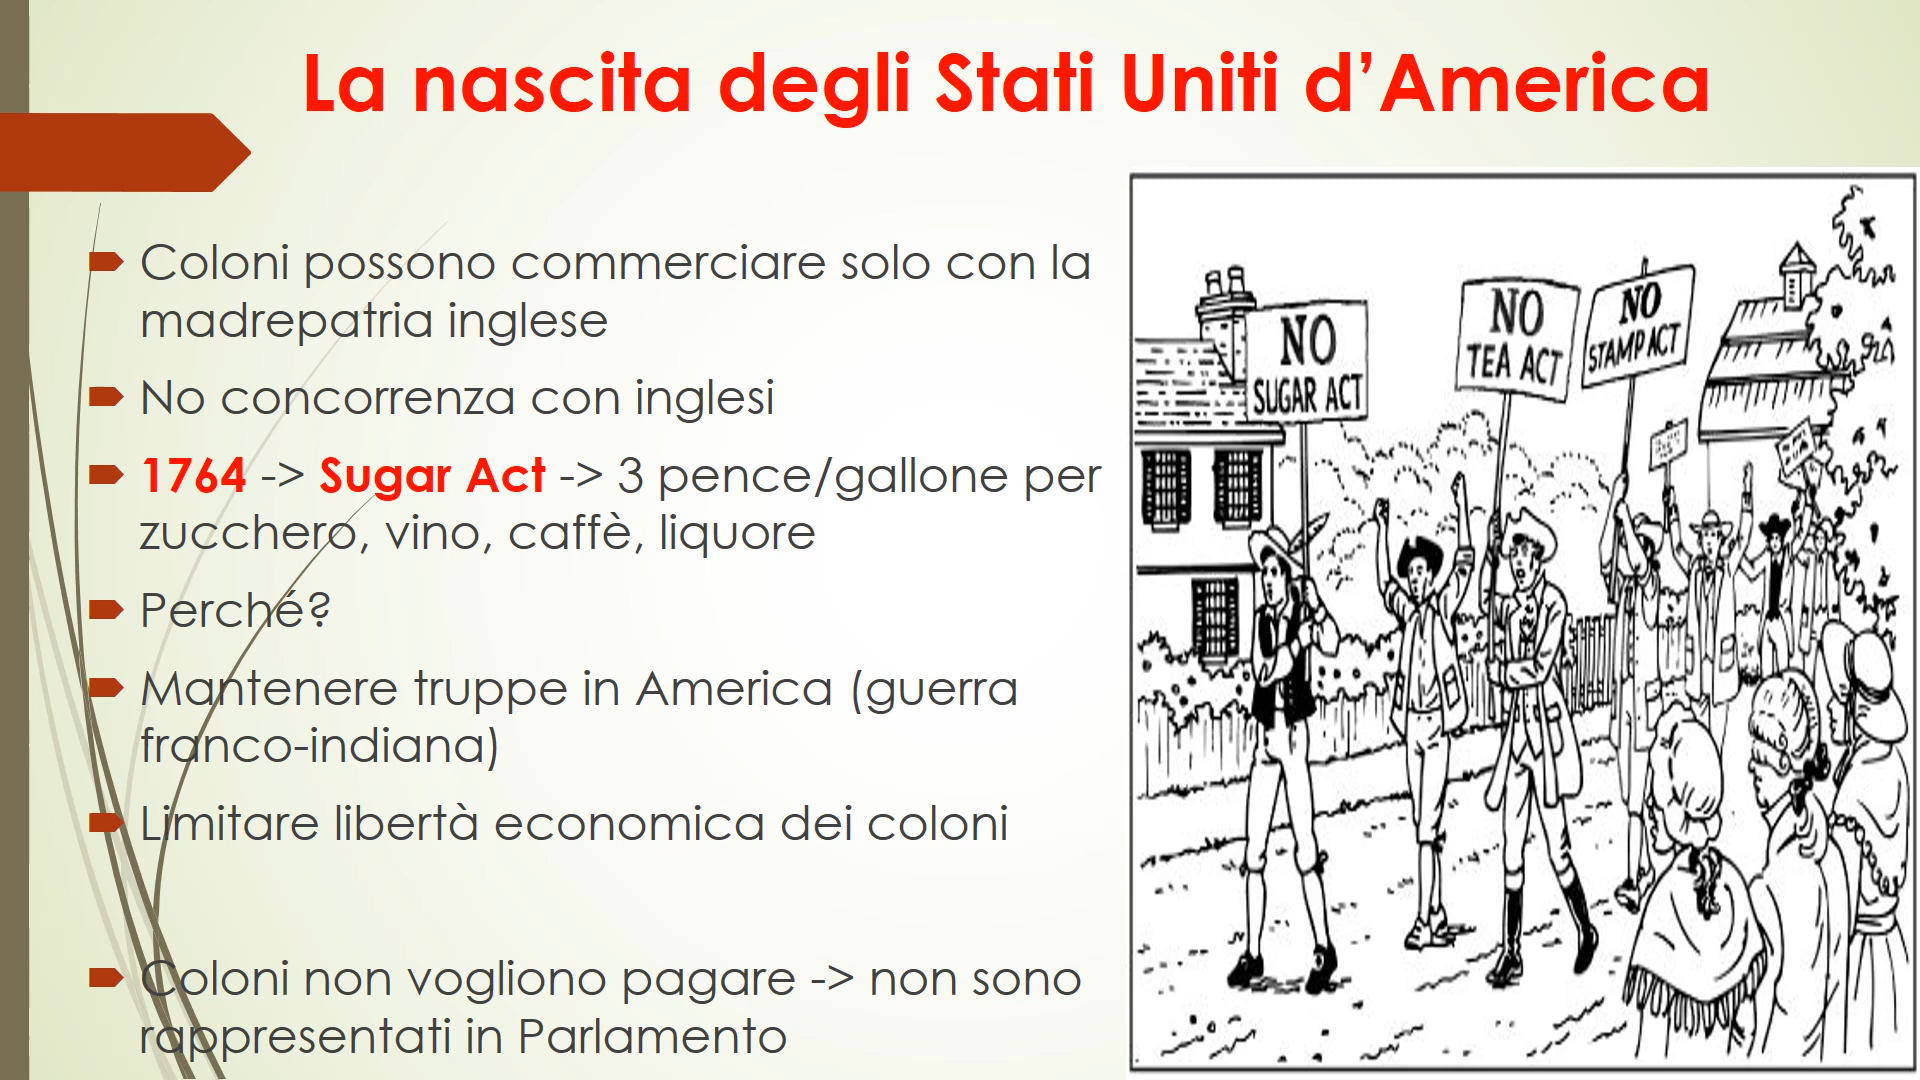 La nascita degli Stati Uniti d’America
Coloni possono commerciare solo con la
madrepatria inglese
No concorrenza con inglesi
1764 -> Sugar Act -> 3 pence/gallone per
zucchero, vino, caffè, liquore
Perché?
Mantenere truppe in America (guerra
franco-indiana)
Limitare libertà economica dei coloni
Coloni non vogliono pagare -> non sono
rappresentati in Parlamento
NO
SUGAR ACT
NO
TEA ACT
NO
STAMP ACT